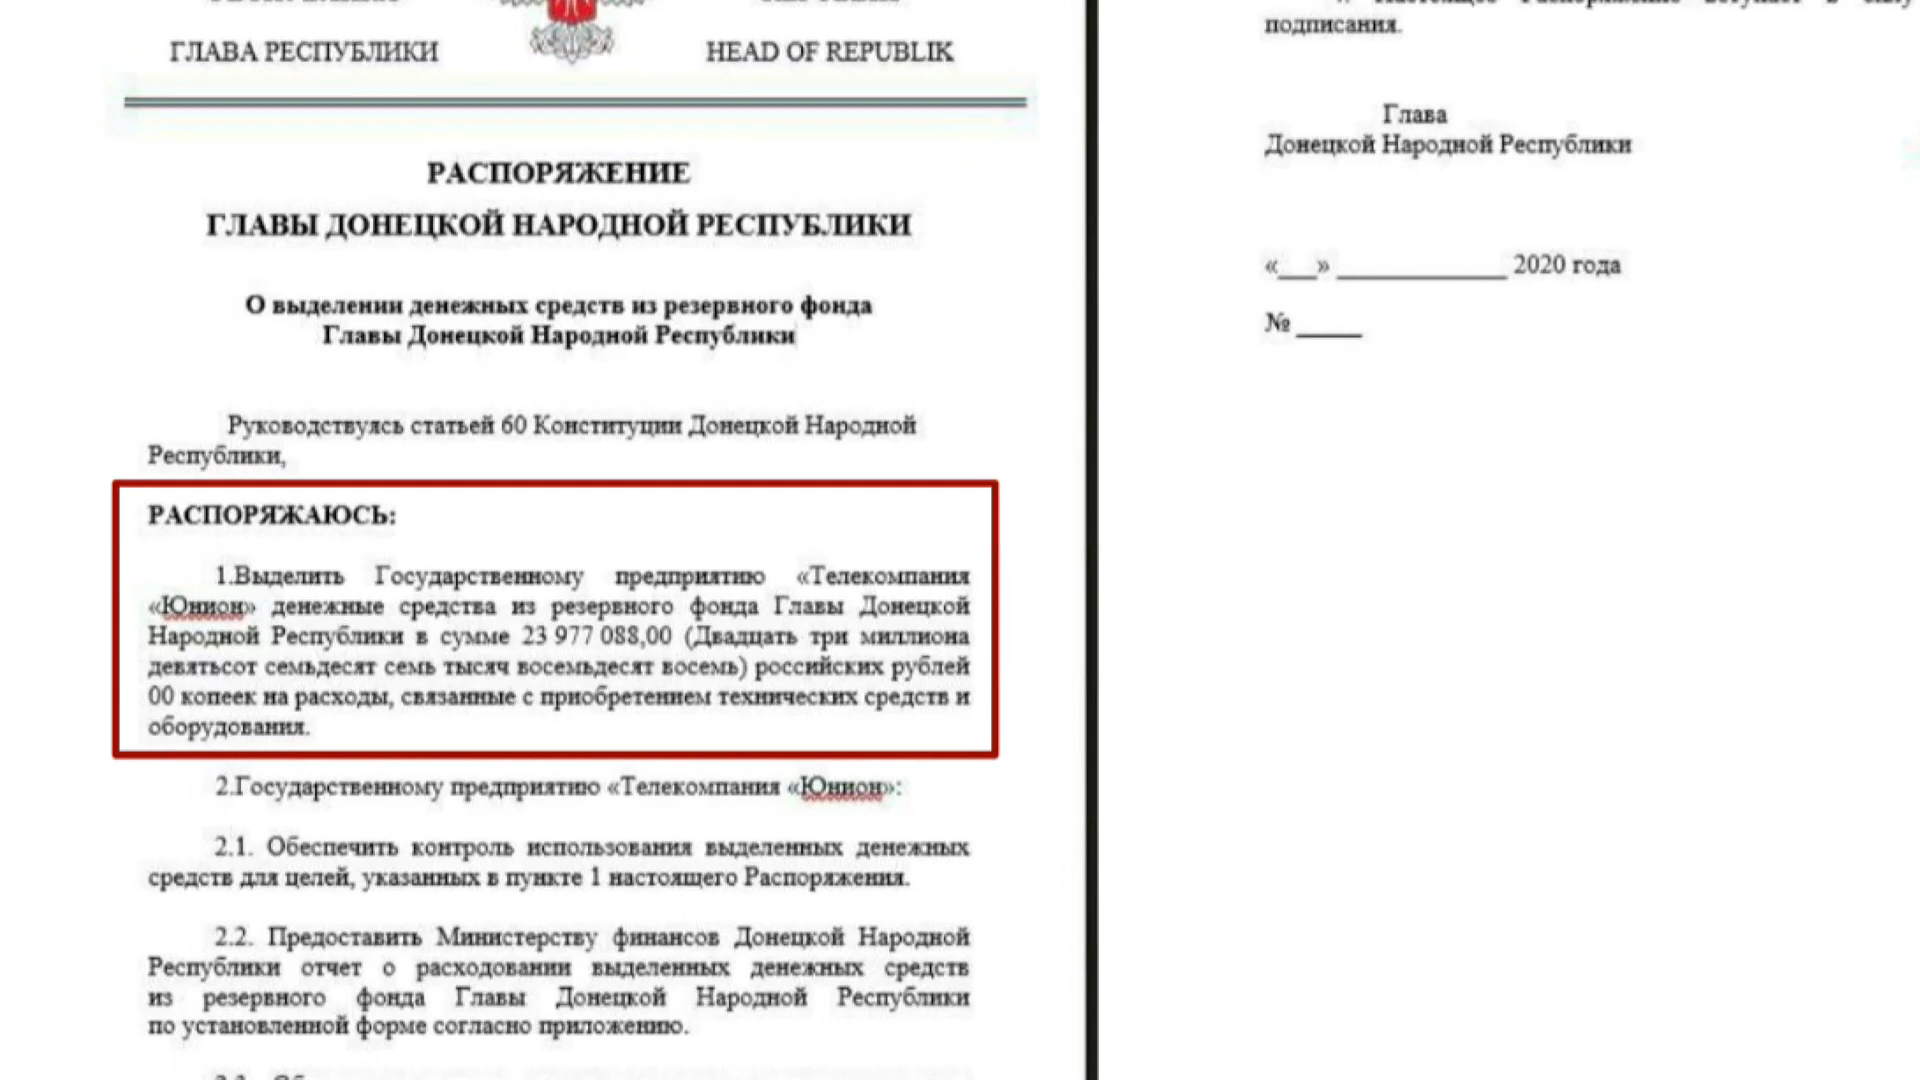 ГЛАВА РЕСПУБЛИКИ
HEAD OF REPUBLIK
РАСПОРЯЖЕНИЕ
ГЛАВЫ ДОНЕЦКОЙ НАРОДНОЙ РЕСПУБЛИКИ
О выделении денежных средств из резервного фонда
Главы Донецкой Народной Республики
Руководствуясь статьей 60 Конституции Донецкой Народной
Республики,
РАСПОРЯЖАЮСЬ:
1.Выделить Государственному предприятию «Телекомпания
«Юнион» денежные средства из резервного фонда Главы Донецкой
Народной Республики в сумме 23 977 088,00 (Двадцать три миллиона
девятьсот семьдесят семь тысяч восемьдесят восемь) российских рублей
00 копеек на расходы, связанные с приобретением технических средств и
оборудования.
2.Государственному предприятию «Телекомпания «Юнион»:
2.1. Обеспечить контроль использования выделенных денежных
средств для целей, указанных в пункте 1 настоящего Распоряжения.
2.2. Предоставить Министерству финансов Донецкой Народной
Республики отчет о расходовании выделенных денежных средств
из резервного фонда Главы Донецкой Народной Республики
по установленной форме согласно приложению.
подписания.
Глава
Донецкой Народной Республики
«___» _____________ 2020 года
№ _____